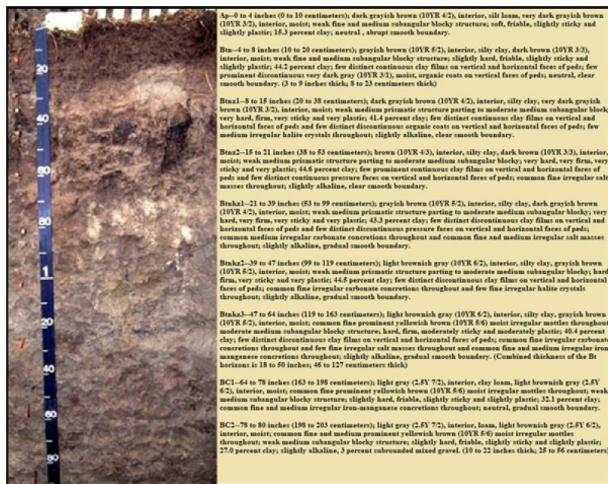 Ap--0 to 4 inches (0 to 10 centimeters); dark grayish brown (10YR 4/2), interior, silt loam, very dark grayish
brown (10YR 3/2), interior, moist; weak fine and medium subangular blocky structure; soft, friable, slightly sticky and
slightly plastic; 15.3 percent clay; neutral , abrupt smooth boundary.
Btn--4 to 8 inches (10 to 20 centimeters); grayish brown (10YR 5/2), interior, silty clay, dark brown (10YR 3/3),
interior, moist; weak fine and medium subangular blocky structure; slightly hard, friable, slightly sticky and
slightly plastic; 44.2 percent clay; few distinct continuous clay films on vertical and horizontal faces of peds; few
prominent discontinuous very dark gray (10YR 3/1), moist, organic coats on vertical faces of peds; neutral, clear
smooth boundary. (3 to 9 inches thick; 8 to 23 centimeters thick)
Btnz1--8 to 15 inches (20 to 38 centimeters); dark grayish brown (10YR 4/2), interior, silty clay, very dark grayish
brown (10YR 3/2), interior, moist; weak medium prismatic structure parting to moderate medium subangular block;
very hard, firm, very sticky and very plastic; 41.4 percent clay; few distinct continuous clay films on vertical and
horizontal faces of peds and few distinct discontinuous organic coats on vertical and horizontal faces of peds; few
medium irregular halite crystals throughout; slightly alkaline, clear smooth boundary.
Btnz2--15 to 21 inches (38 to 53 centimeters); brown (10YR 4/3), interior, silty clay, dark brown (10YR 3/3), interior,
moist; weak medium prismatic structure parting to moderate medium subangular blocky; very hard, very firm, very
sticky and very plastic; 44.6 percent clay; few prominent continuous clay films on vertical and horizontal faces of
peds and few distinct continuous pressure faces on vertical and horizontal faces of peds; common fine irregular salt
masses throughout; slightly alkaline, clear smooth boundary.
Btnkz1--21 to 39 inches (53 to 99 centimeters); grayish brown (10YR 5/2), interior, silty clay, dark grayish brown
(10YR 4/2), interior, moist; weak medium prismatic structure parting to moderate medium subangular blocky; very
hard, very firm, very sticky and very plastic; 43.3 percent clay; few distinct discontinuous clay films on vertical and
horizontal faces of peds and few distinct discontinuous pressure faces on vertical and horizontal faces of peds;
common medium irregular carbonate concretions throughout and common fine and medium irregular salt masses
throughout; slightly alkaline, gradual smooth boundary.
Btnkz2--39 to 47 inches (99 to 119 centimeters); light brownish gray (10YR 6/2), interior, silty clay, grayish brown
(10YR 5/2), interior, moist; weak medium prismatic structure parting to moderate medium subangular blocky; hard,
firm, very sticky and very plastic; 44.5 percent clay; few distinct discontinuous clay films on vertical and horizontal
faces of peds; common fine irregular carbonate concretions throughout and few fine irregular halite crystals
throughout; slightly alkaline, gradual smooth boundary.
Btnkz3--47 to 64 inches (119 to 163 centimeters); light brownish gray (10YR 6/2), interior, silty clay, grayish brown
(10YR 5/2), interior, moist; common fine prominent yellowish brown (10YR 5/6) moist irregular mottles throughout;
moderate medium subangular blocky structure; hard, firm, moderately sticky and moderately plastic; 40.4 percent
clay; few distinct discontinuous clay films on vertical faces of peds; common fine irregular carbonate
concretions throughout and few fine irregular salt masses throughout and common fine and medium irregular iron-
manganese concretions throughout; slightly alkaline, gradual smooth boundary. (Combined thickness of the Bt
horizons is 18 to 50 inches; 46 to 127 centimeters thick)
BC1--64 to 78 inches (163 to 198 centimeters); light gray (2.5Y 7/2), interior, clay loam, light brownish gray (2.5Y
6/2), interior, moist; common fine prominent yellowish brown (10YR 5/6) moist irregular mottles throughout; weak
medium subangular blocky structure; slightly hard, friable, slightly sticky and slightly plastic; 32.1 percent clay;
common fine and medium irregular iron-manganese concretions throughout; neutral, gradual smooth boundary.
BC2--78 to 80 inches (198 to 203 centimeters); light gray (2.5Y 7/2), interior, loam, light brownish gray (2.5Y 6/2),
interior, moist; common fine and medium prominent yellowish brown (10YR 5/6) moist irregular mottles
throughout; weak medium subangular blocky structure; slightly hard, friable, slightly sticky and slightly plastic;
27.0 percent clay; slightly alkaline, 3 percent subrounded mixed gravel. (10 to 22 inches thick; 25 to 56 centimeters)
20
40
60
80
1
20
40
60
80